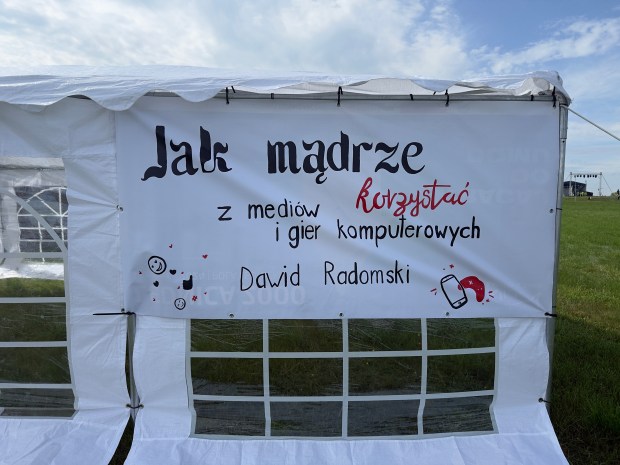 Jak mądrze
korzystać
z mediów
i gier komputerowych
Dawid Radomski